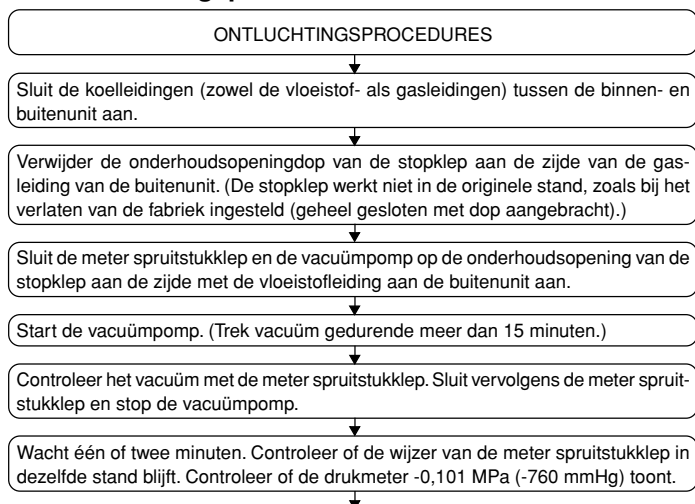 ONTLUCHTINGSPROCEDURES
Sluit de koelleidingen (zowel de vloeistof- als gasleidingen) tussen de binnen- en
buitenunit aan.
Verwijder de onderhoudsopeningdop van de stopklep aan de zijde van de gas-
leiding van de buitenunit. (De stopklep werkt niet in de originele stand, zoals bij het
verlaten van de fabriek ingesteld (geheel gesloten met dop aangebracht).)
Sluit de meter spruitstukklep en de vacuümpomp op de onderhoudsopening van de
stopklep aan de zijde met de vloeistofleiding aan de buitenunit aan.
Start de vacuümpomp. (Trek vacuüm gedurende meer dan 15 minuten.)
Controleer het vacuüm met de meter spruitstukklep. Sluit vervolgens de meter spruit-
stukklep en stop de vacuümpomp.
Wacht één of twee minuten. Controleer of de wijzer van de meter spruitstukklep in
dezelfde stand blijft. Controleer of de drukmeter -0,101 MPa (-760 mmHg) toont.